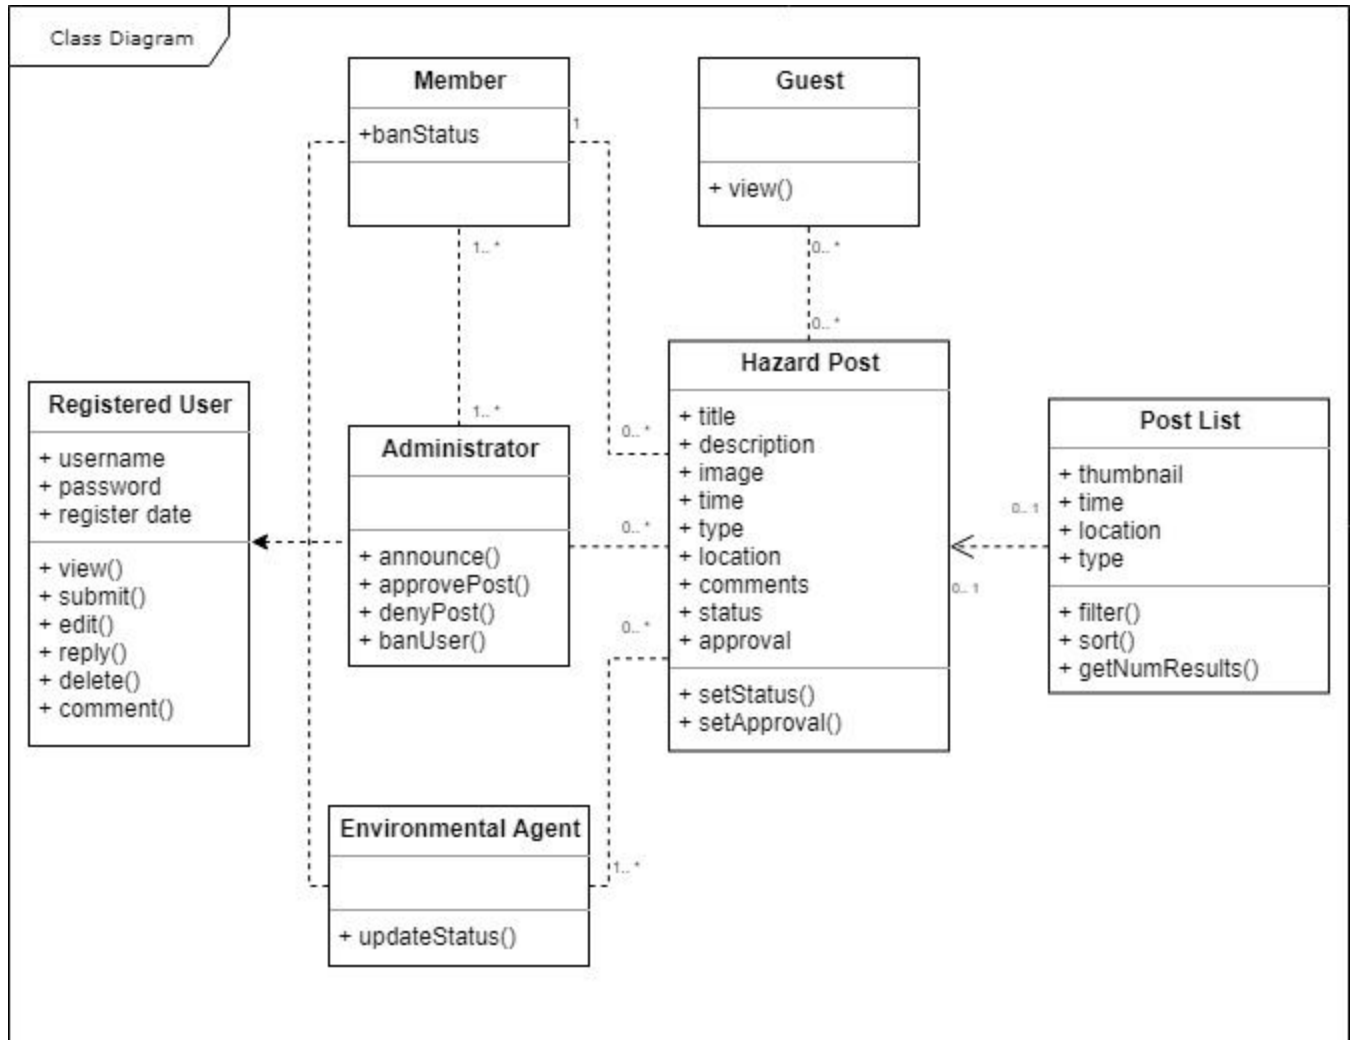 Class Diagram
Member
+banStatus
1
1.. *
1.. *
Guest
+ view()
0.. *
0.. *
Registered User
+ username
+ password
+ register date
+ view()
+ submit()
+ edit()
+ reply()
+ delete()
+ comment()
Administrator
+ announce()
+ approvePost()
+ denyPost()
+ banUser()
0.. *
0.. *
0.. *
Hazard Post
+ title
+ description
+ image
+ time
+ type
+ location
+ comments
+ status
+ approval
+ setStatus()
+ setApproval()
0.. 1
0.. 1
Post List
+ thumbnail
+ time
+ location
+ type
+ filter()
+ sort()
+ getNumResults()
Environmental Agent
+ updateStatus()
1.. *